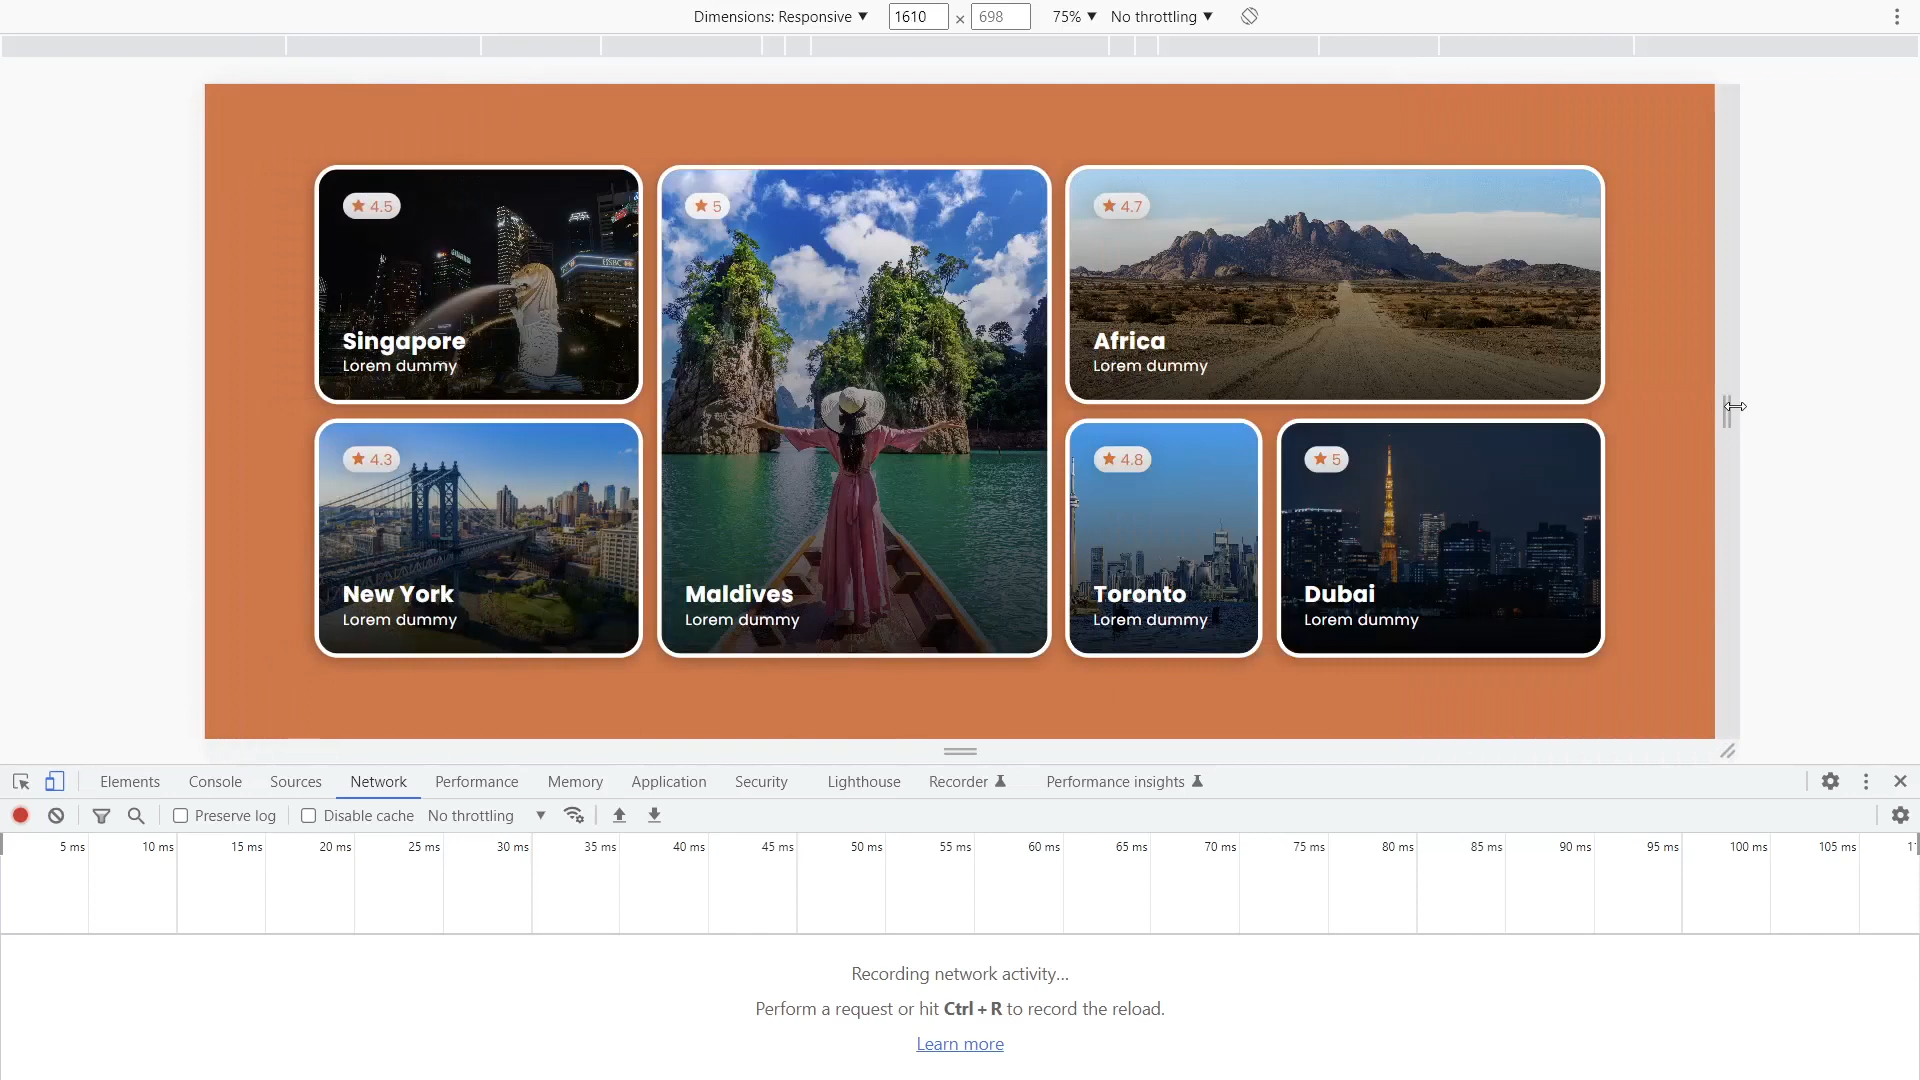 Dimensions: Responsive ▼ 1610 × 698 75% ▼ No throttling ▼
★ 4.5
Singapore
Lorem dummy
★ 5
Maldives
Lorem dummy
★ 4.7
Africa
Lorem dummy
★ 4.3
New York
Lorem dummy
★ 4.8
Toronto
Lorem dummy
★ 5
Dubai
Lorem dummy
HSBC
Elements Console Sources Network Performance Memory Application Security Lighthouse Recorder Performance insights
Preserve log Disable cache No throttling ▼
5 ms 10 ms 15 ms 20 ms 25 ms 30 ms 35 ms 40 ms 45 ms 50 ms 55 ms 60 ms 65 ms 70 ms 75 ms 80 ms 85 ms 90 ms 95 ms 100 ms 105 ms
Recording network activity...
Perform a request or hit Ctrl + R to record the reload.
Learn more